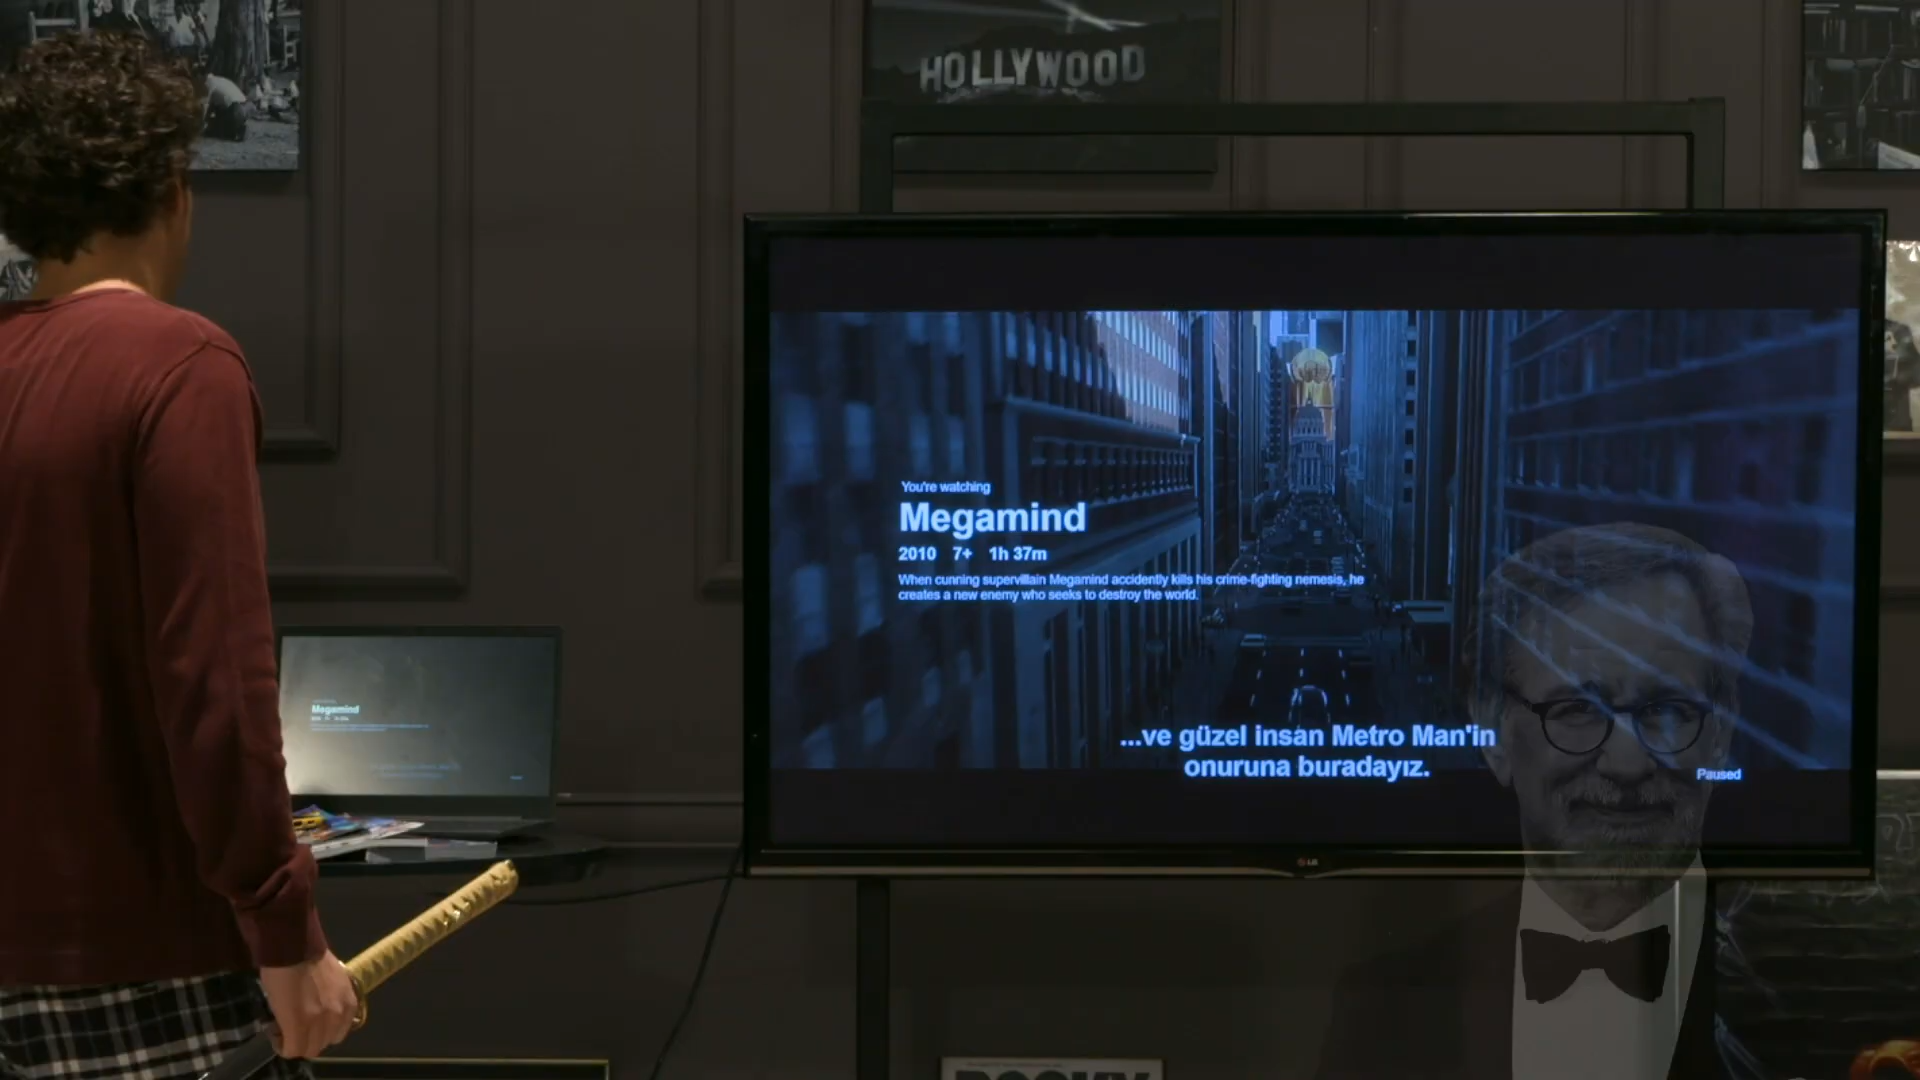 HOLLYWOOD
You're watching
Megamind
2010 7+ 1h 37m
When cunning supervillain Megamind accidently kills his crime-fighting nemesis, he
creates a new enemy who seeks to destroy the world.
...ve güzel insan Metro Man'in
onuruna buradayız.
Paused
Megamind
LG
ROCKY